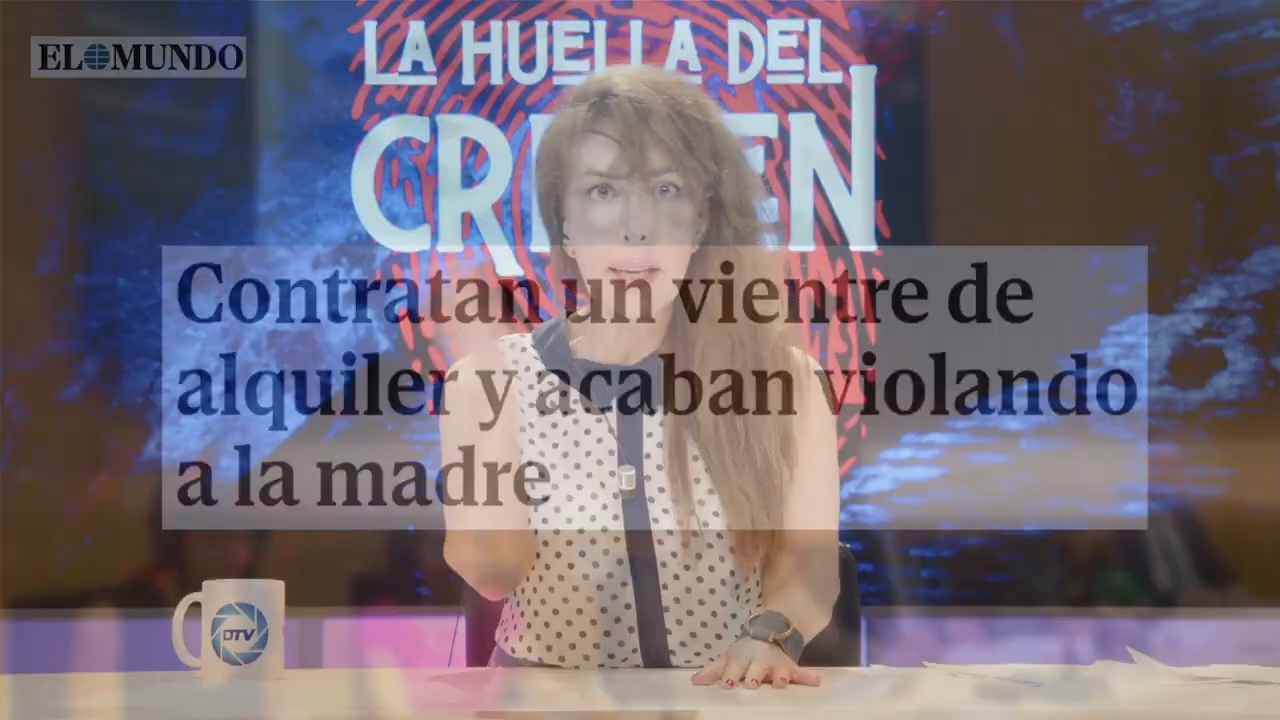 EL MUNDO
LA HUELLA DEL
CRIMEN
Contratan un vientre de
alquiler y acaban violando
a la madre
DTV